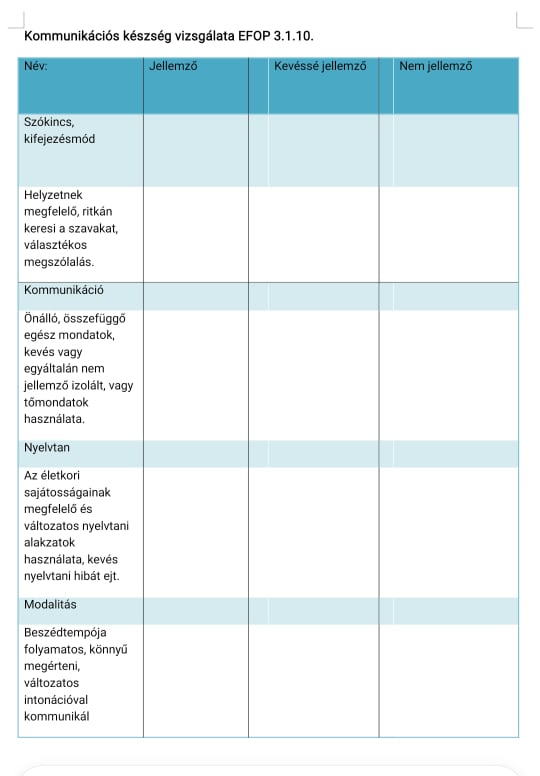 Kommunikációs készség vizsgálata EFOP 3.1.10.
Név: Jellemző Kevéssé jellemző Nem jellemző
Szókincs,
kifejezésmód
Helyzetnek
megfelelő, ritkán
keresi a szavakat,
választékos
megszólalás.
Kommunikáció
Önálló, összefüggő
egész mondatok,
kevés vagy
egyáltalán nem
jellemző izolált, vagy
tőmondatok
használata.
Nyelvtan
Az életkori
sajátosságainak
megfelelő és
változatos nyelvtani
alakzatok
használata, kevés
nyelvtani hibát ejt.
Modalitás
Beszédtempója
folyamatos, könnyű
megérteni,
változatos
intonációval
kommunikál